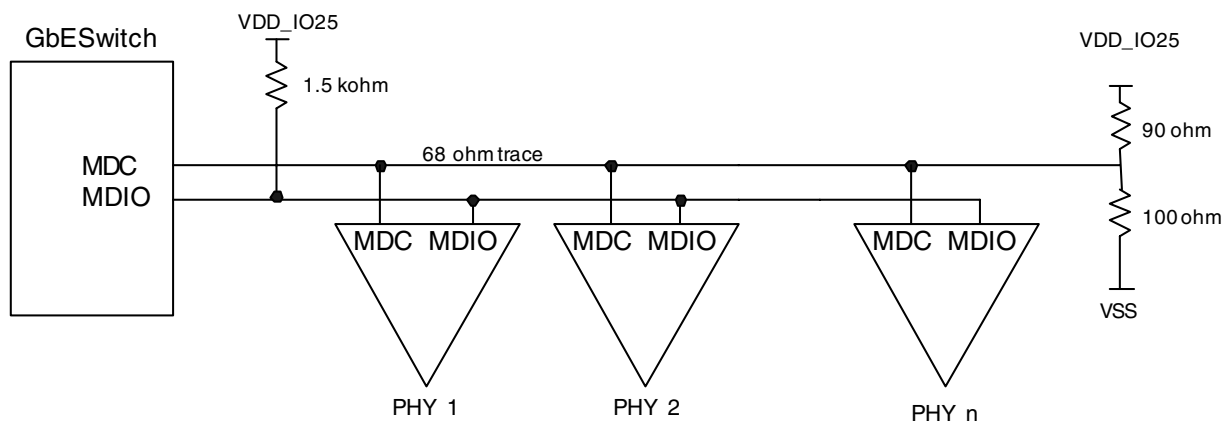 VDD_IO25
GbESwitch
VDD_IO25
1.5 kohm
90 ohm
68 ohm trace
MDC
MDIO
100 ohm
MDC MDIO
MDC MDIO
MDC MDIO
VSS
PHY 1
PHY 2
PHY n